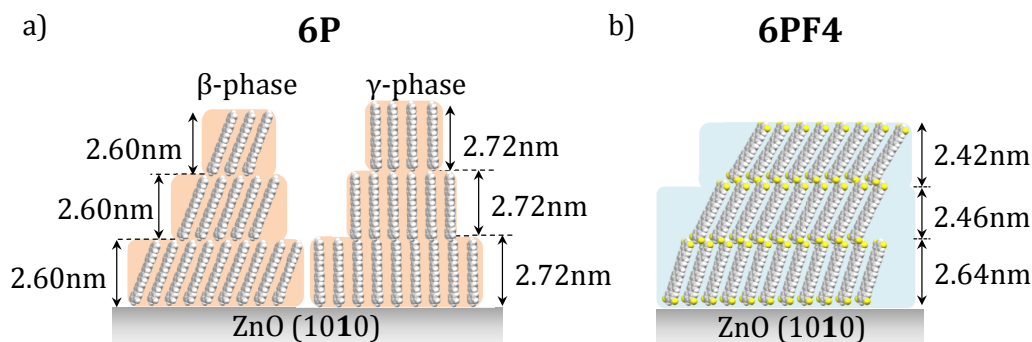 a)
6P
β-phase
γ-phase
2.60nm
2.60nm
2.60nm
2.72nm
2.72nm
2.72nm
ZnO (1010)
b)
6PF4
2.42nm
2.46nm
2.64nm
ZnO (1010)